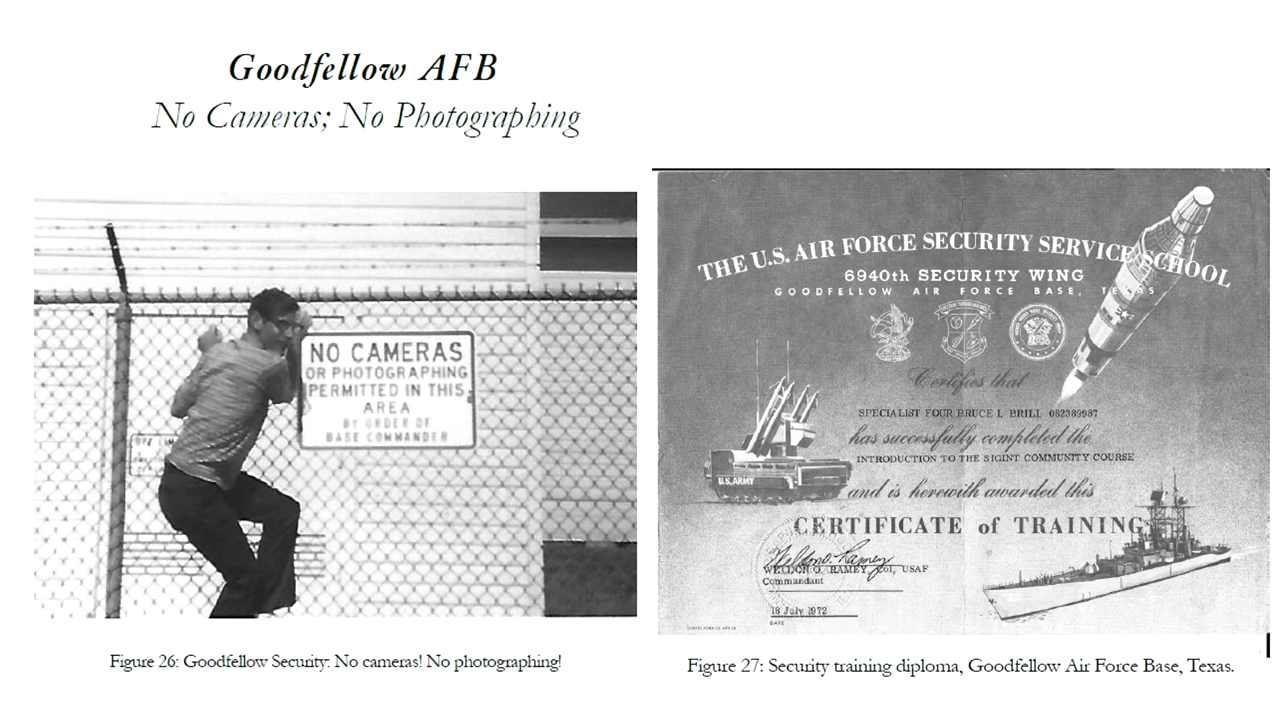 Goodfellow AFB
No Cameras; No Photographing
NO CAMERAS
OR PHOTOGRAPHING
PERMITTED IN THIS
AREA
BY ORDER OF
BASE COMMANDER
Figure 26: Goodfellow Security: No cameras! No photographing!
THE U.S. AIR FORCE SECURITY SERVICE SCHOOL
6940th SECURITY WING
GOODFELLOW AIR FORCE BASE, TEXAS
Certifies that
SPECIALIST FOUR BRUCE I. BRILL
has successfully completed the
INTRODUCTION TO THE SIGINT COMMUNITY COURSE
U.S. ARMY
and is herewith awarded this
CERTIFICATE of TRAINING
WELDON O. RAMEY, Col, USAF
Commandant
18 July 1972
DATE
Figure 27: Security training diploma, Goodfellow Air Force Base, Texas.